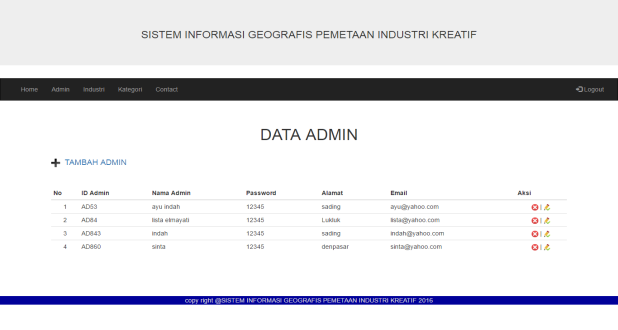 SISTEM INFORMASI GEOGRAFIS PEMETAAN INDUSTRI KREATIF
Home Admin Industri Kategori Contact Logout
DATA ADMIN
TAMBAH ADMIN
No ID Admin Nama Admin Password Alamat Email Aksi
1 AD53 ayu indah 12345 sading ayu@yahoo.com |
2 AD84 lista elmayati 12345 Lukluk lista@yahoo.com |
3 AD843 indah 12345 sading indah@yahoo.com |
4 AD860 sinta 12345 denpasar sinta@yahoo.com |
copy right @SISTEM INFORMASI GEOGRAFIS PEMETAAN INDUSTRI KREATIF 2016